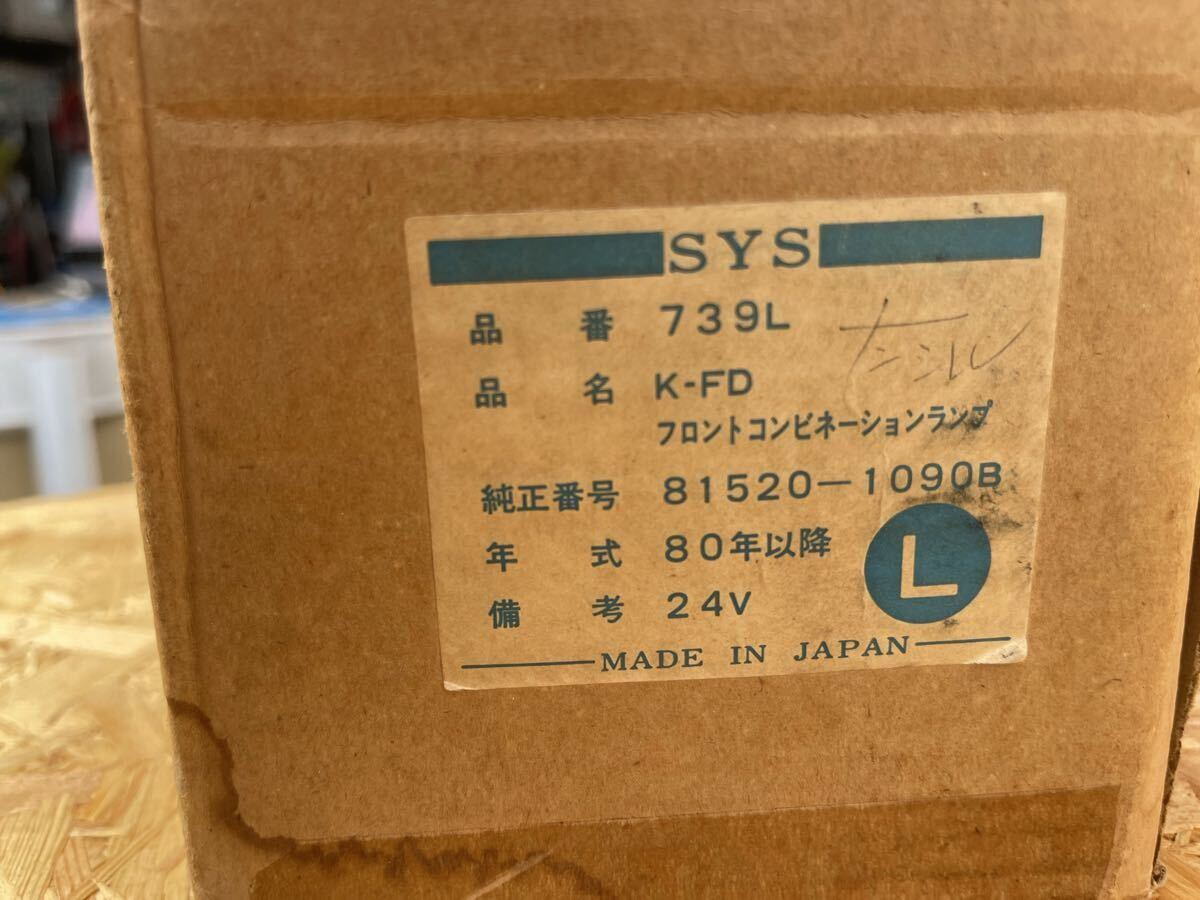 SYS
品番 739L
品名 K-FD
フロントコンビネーションランプ
純正番号 81520-1090B
年式 80年以降
L
備考 24V
MADE IN JAPAN